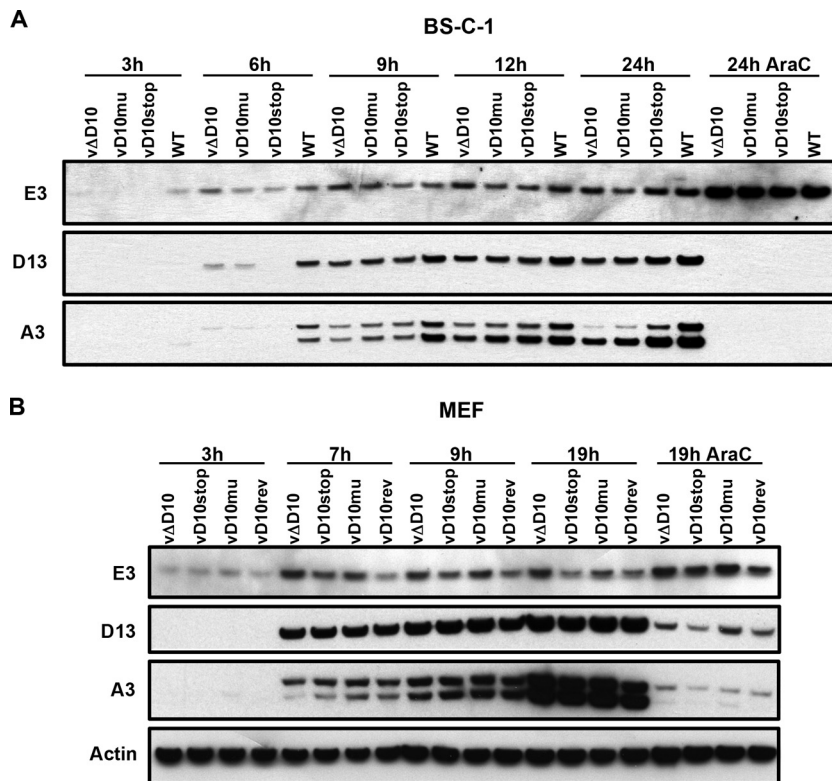 A
BS-C-1
3h 6h 9h 12h 24h 24h AraC
vΔD10 vD10mu vD10stop WT vΔD10 vD10mu vD10stop WT vΔD10 vD10mu vD10stop WT vΔD10 vD10mu vD10stop WT vΔD10 vD10mu vD10stop WT vΔD10 vD10mu vD10stop WT
E3
D13
A3
B
MEF
3h 7h 9h 19h 19h AraC
vΔD10 vD10stop vD10mu vD10rev vΔD10 vD10stop vD10mu vD10rev vΔD10 vD10stop vD10mu vD10rev vΔD10 vD10stop vD10mu vD10rev vΔD10 vD10stop vD10mu vD10rev
E3
D13
A3
Actin